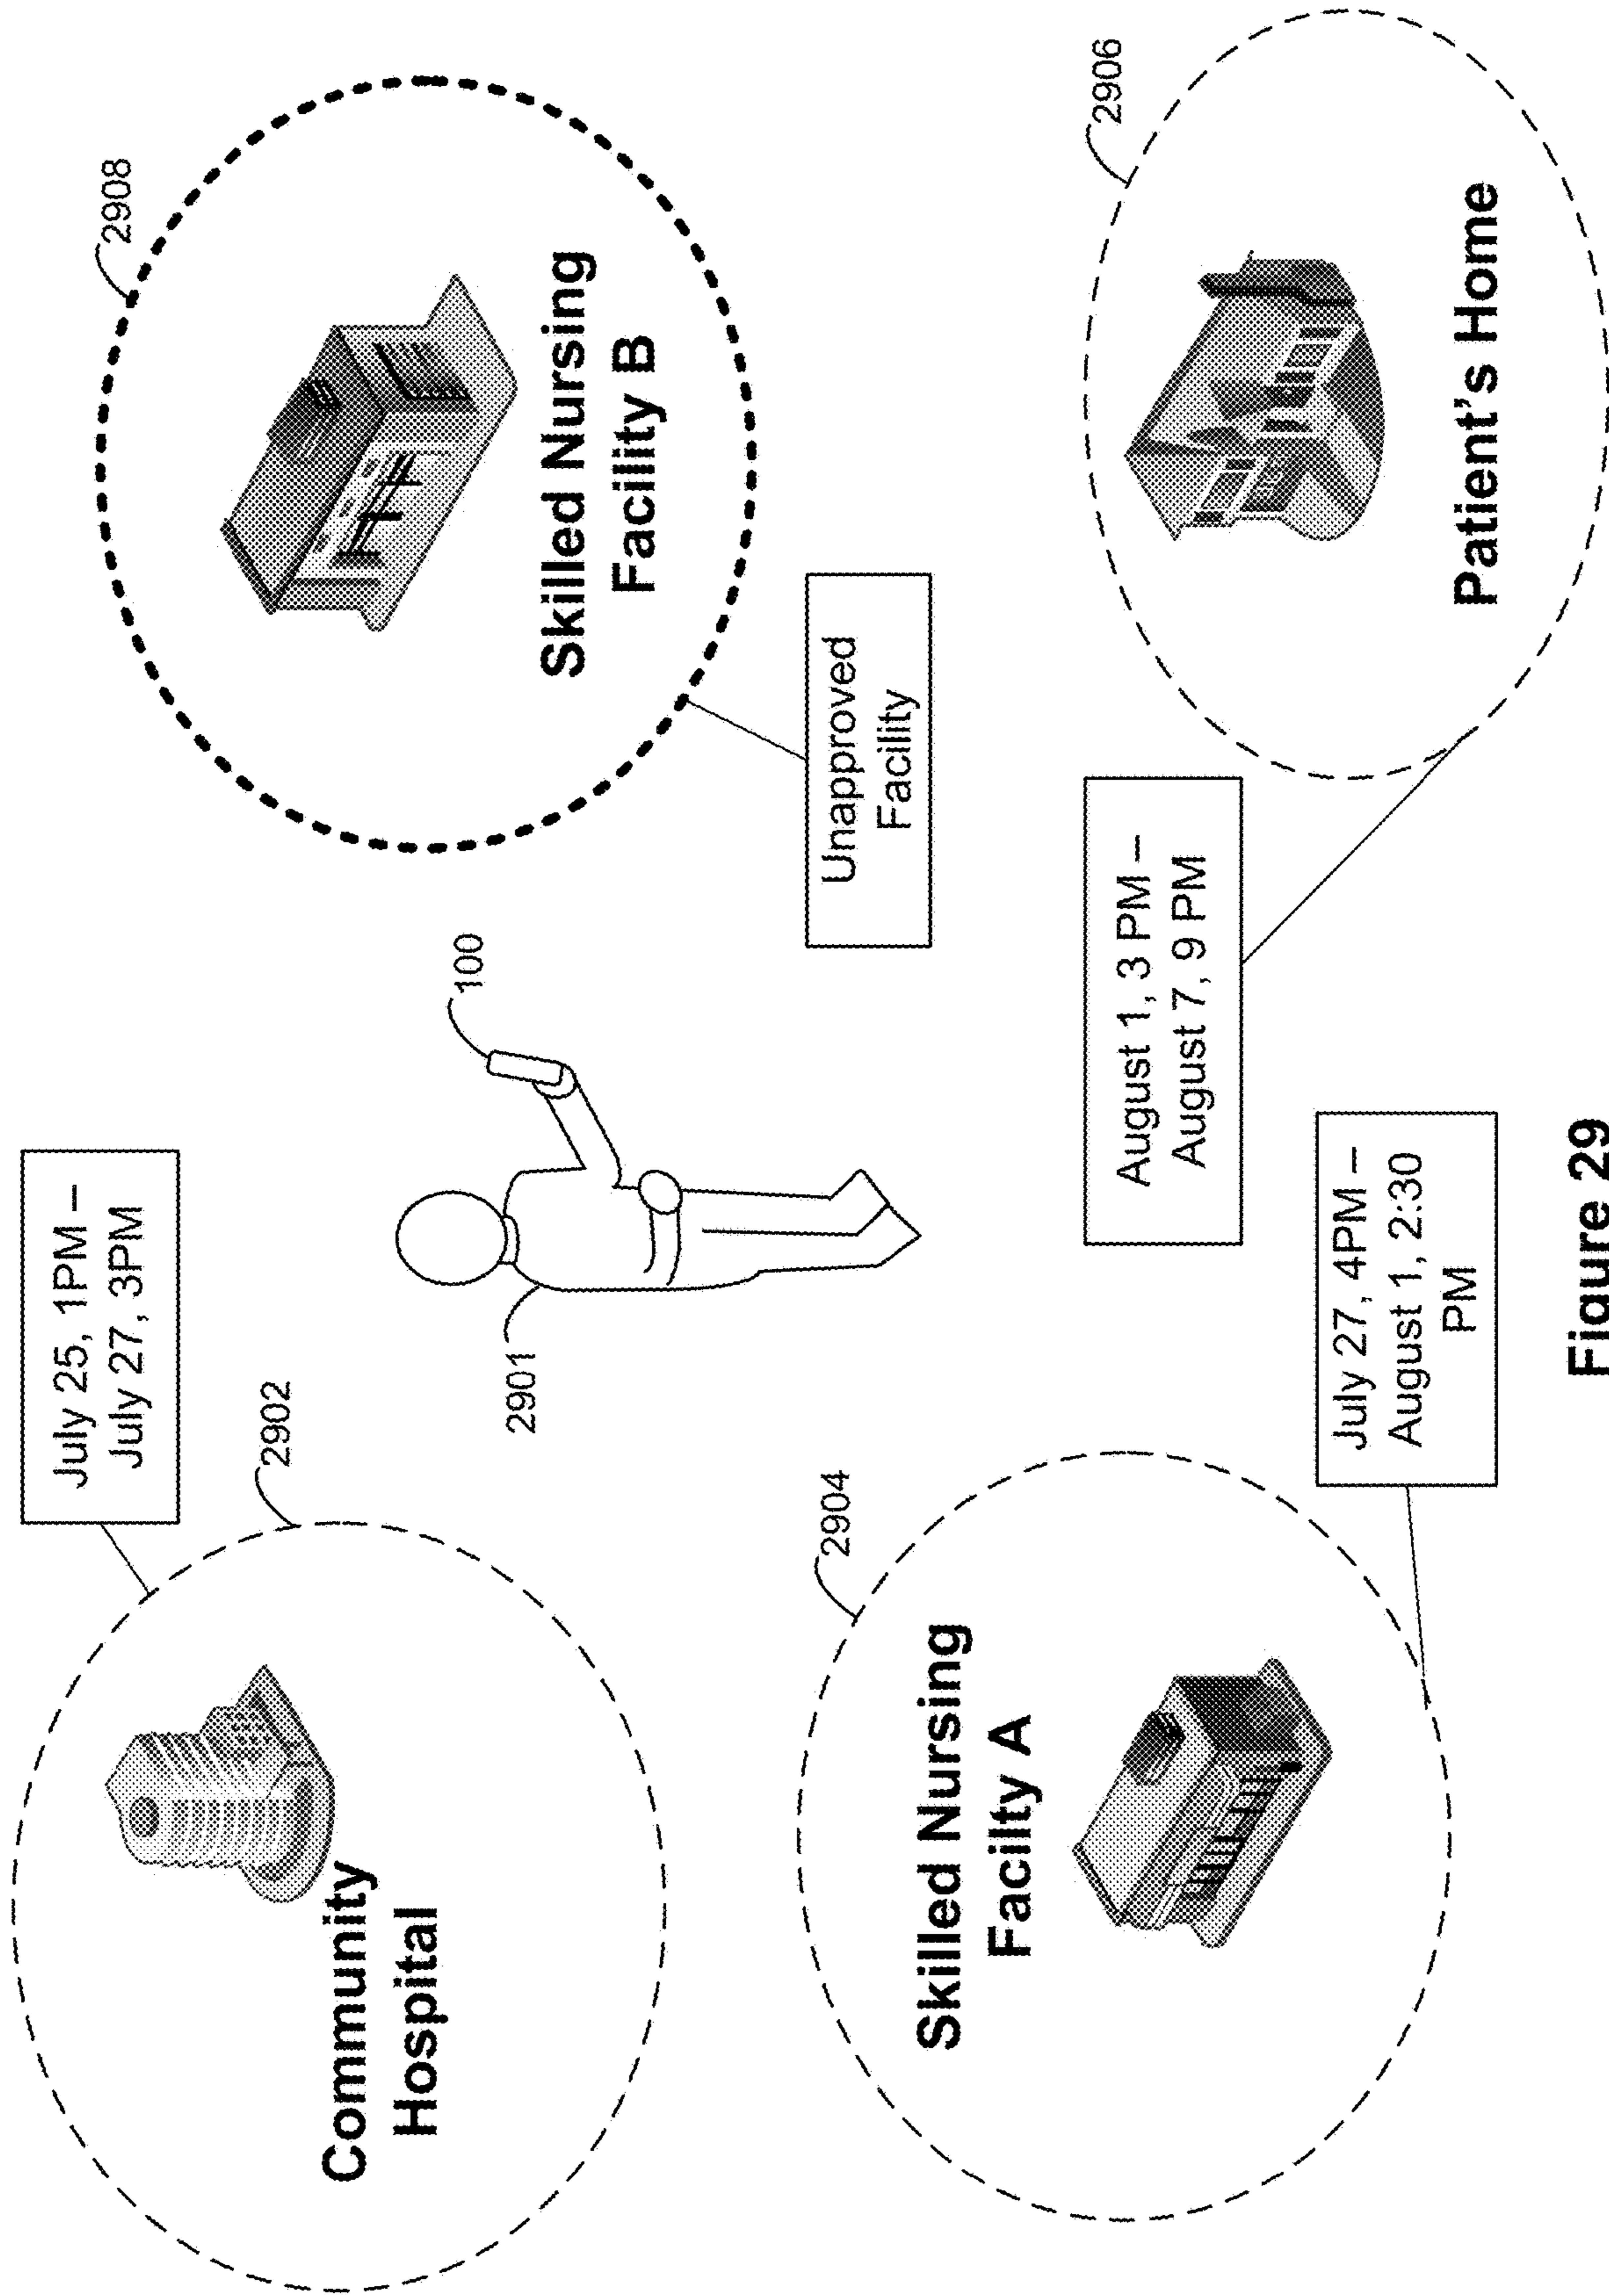 July 25, 1PM –
July 27, 3PM
2902
Community
Hospital
2908
Skilled Nursing
Facility B
Unapproved
Facility
100
2901
2904
Skilled Nursing
Facilty A
July 27, 4PM –
August 1, 2:30
PM
August 1, 3 PM –
August 7, 9 PM
2906
Patient's Home
Figure 29